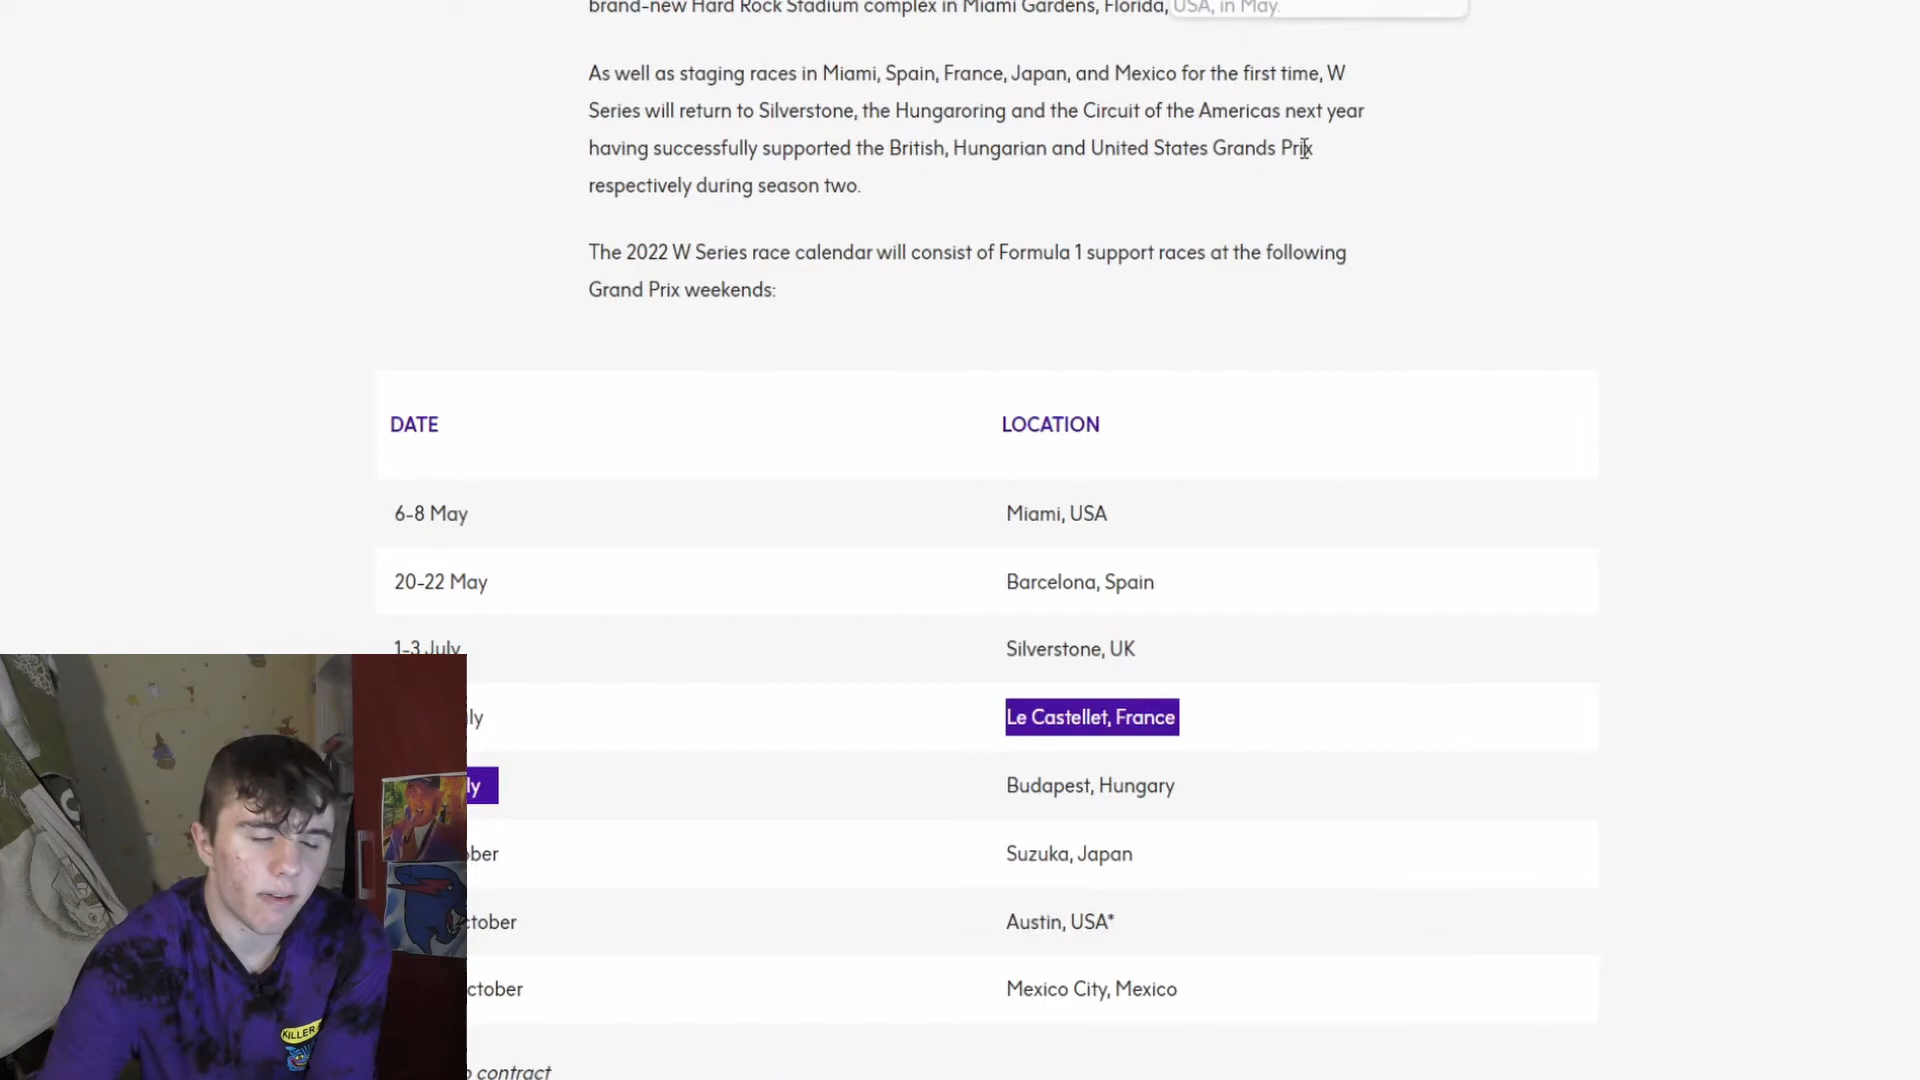 brand-new Hard Rock Stadium complex in Miami Gardens, Florida, USA, in May.
As well as staging races in Miami, Spain, France, Japan, and Mexico for the first time, W
Series will return to Silverstone, the Hungaroring and the Circuit of the Americas next year
having successfully supported the British, Hungarian and United States Grands Prix
respectively during season two.
The 2022 W Series race calendar will consist of Formula 1 support races at the following
Grand Prix weekends:
DATE LOCATION
6-8 May Miami, USA
20-22 May Barcelona, Spain
1-3 July Silverstone, UK
ly Le Castellet, France
ly Budapest, Hungary
ber Suzuka, Japan
ctober Austin, USA*
ctober Mexico City, Mexico
contract
KILLER